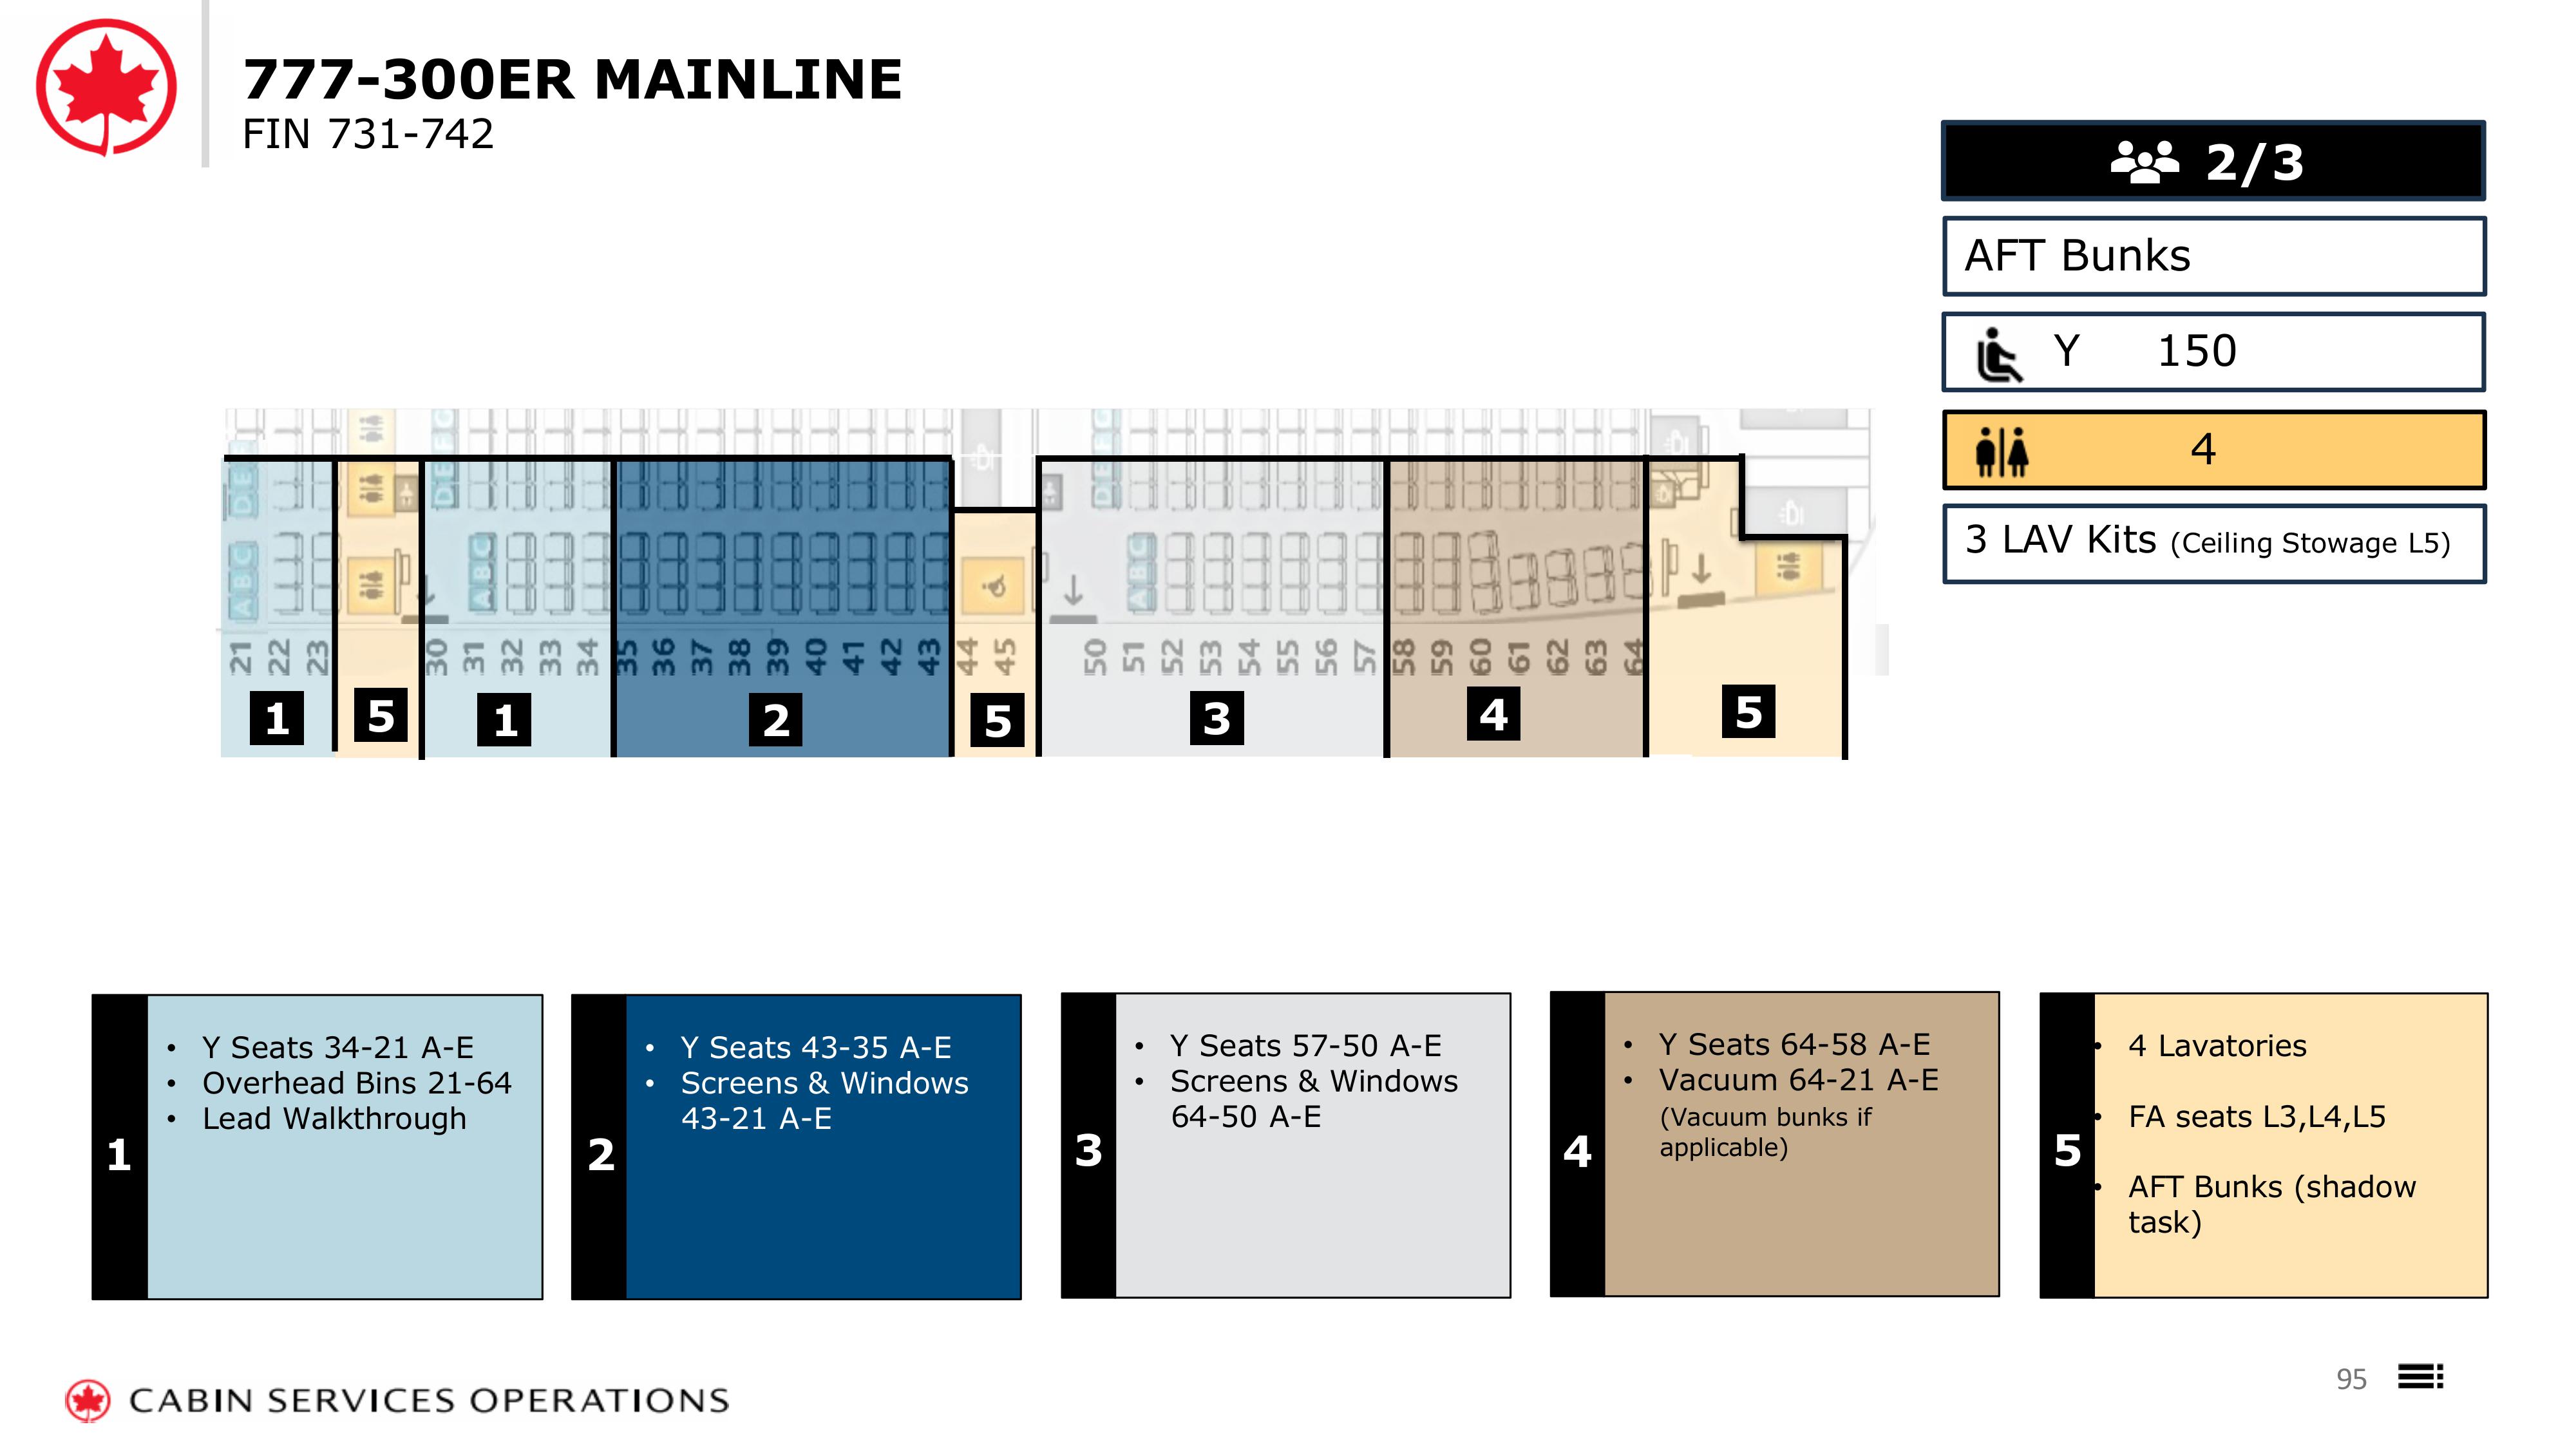 777-300ER MAINLINE
FIN 731-742
2/3
AFT Bunks
Y 150
4
3 LAV Kits (Ceiling Stowage L5)
D E F G
D E F G
D E
D E
A B C
A B C
A B C
21 22 23 30 31 32 33 34 35 36 37 38 39 40 41 42 43 44 45 50 51 52 53 54 55 56 57 58 59 60 61 62 63 64
1 5 1 2 5 3 4 5
1
• Y Seats 34-21 A-E
• Overhead Bins 21-64
• Lead Walkthrough
2
• Y Seats 43-35 A-E
• Screens & Windows
43-21 A-E
3
• Y Seats 57-50 A-E
• Screens & Windows
64-50 A-E
4
• Y Seats 64-58 A-E
• Vacuum 64-21 A-E
(Vacuum bunks if
applicable)
5
• 4 Lavatories
• FA seats L3,L4,L5
• AFT Bunks (shadow
task)
CABIN SERVICES OPERATIONS
95